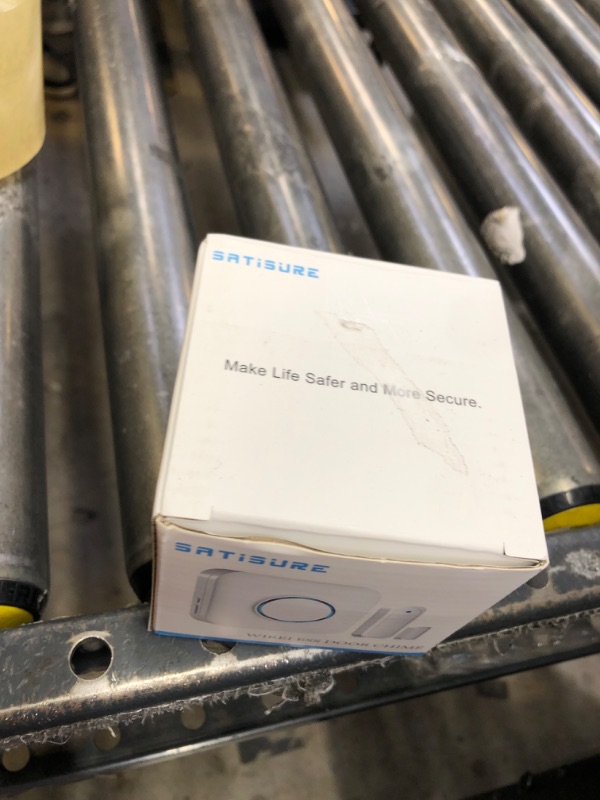 SATiSURE
Make Life Safer and More Secure.
SATiSURE
WIRELESS DOOR CHIME